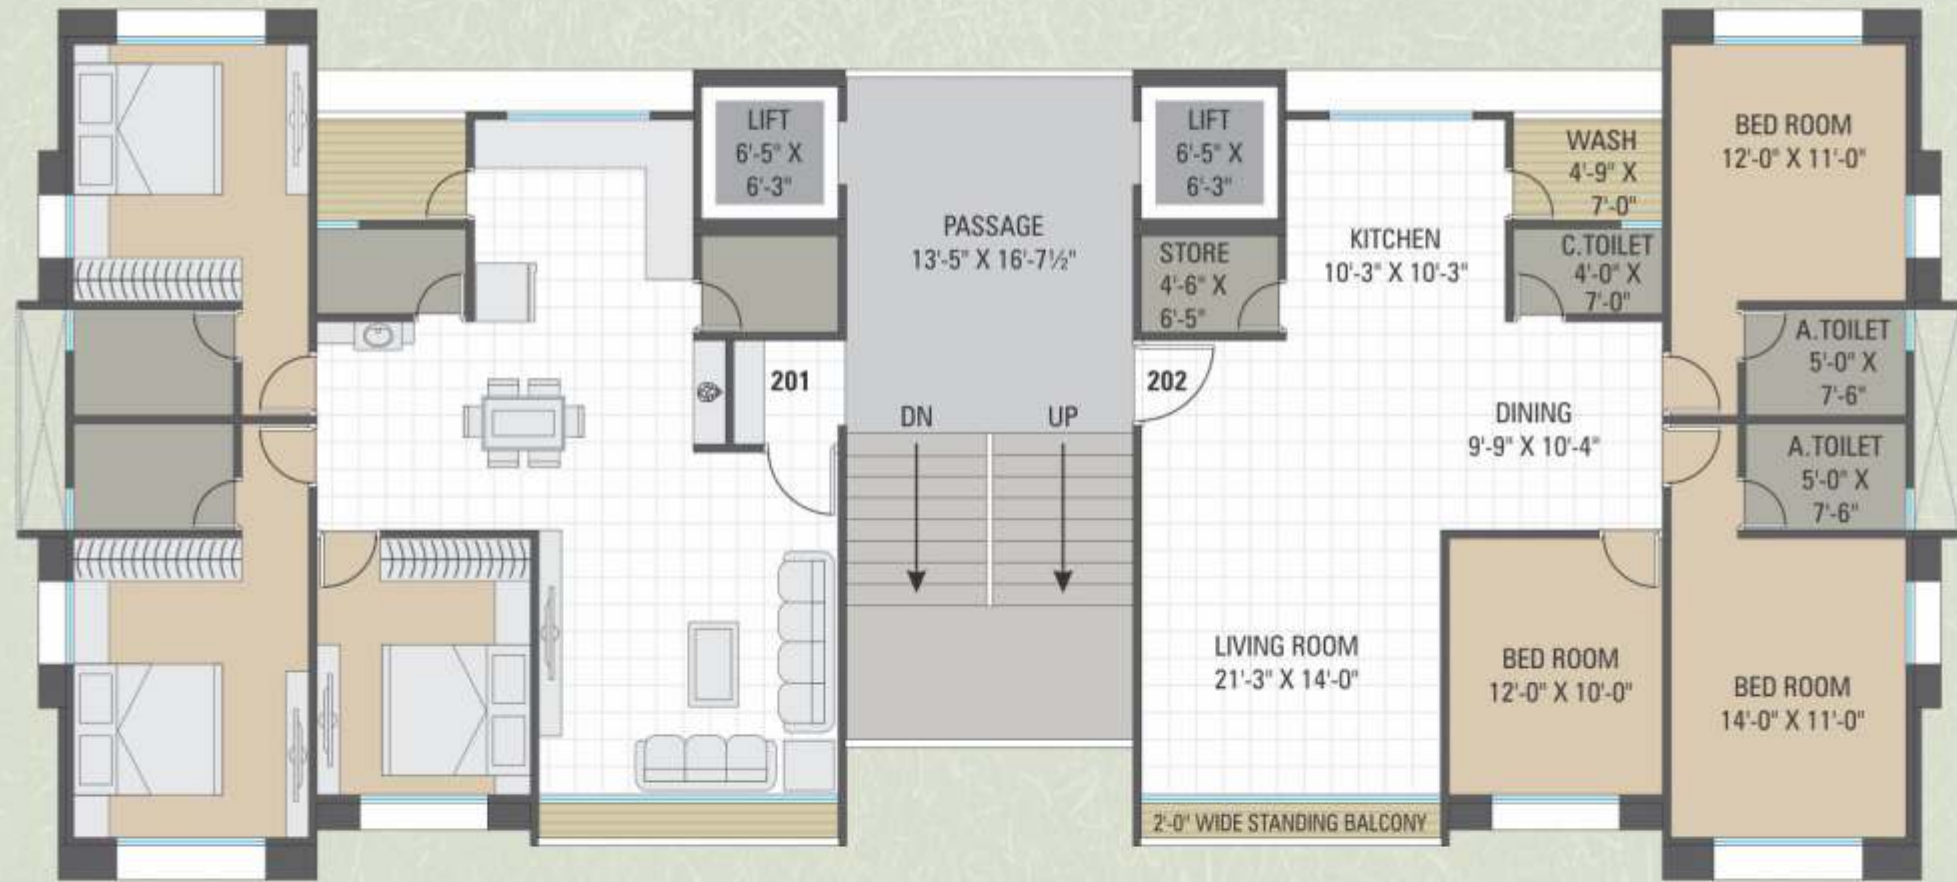 LIFT
6'-5" X
6'-3"
PASSAGE
13'-5" X 16'-7½"
DN
UP
201
LIFT
6'-5" X
6'-3"
STORE
4'-6" X
6'-5"
202
KITCHEN
10'-3" X 10'-3"
WASH
4'-9" X
7'-0"
C.TOILET
4'-0" X
7'-0"
BED ROOM
12'-0" X 11'-0"
A.TOILET
5'-0" X
7'-6"
DINING
9'-9" X 10'-4"
A.TOILET
5'-0" X
7'-6"
LIVING ROOM
21'-3" X 14'-0"
BED ROOM
12'-0" X 10'-0"
BED ROOM
14'-0" X 11'-0"
2'-0" WIDE STANDING BALCONY